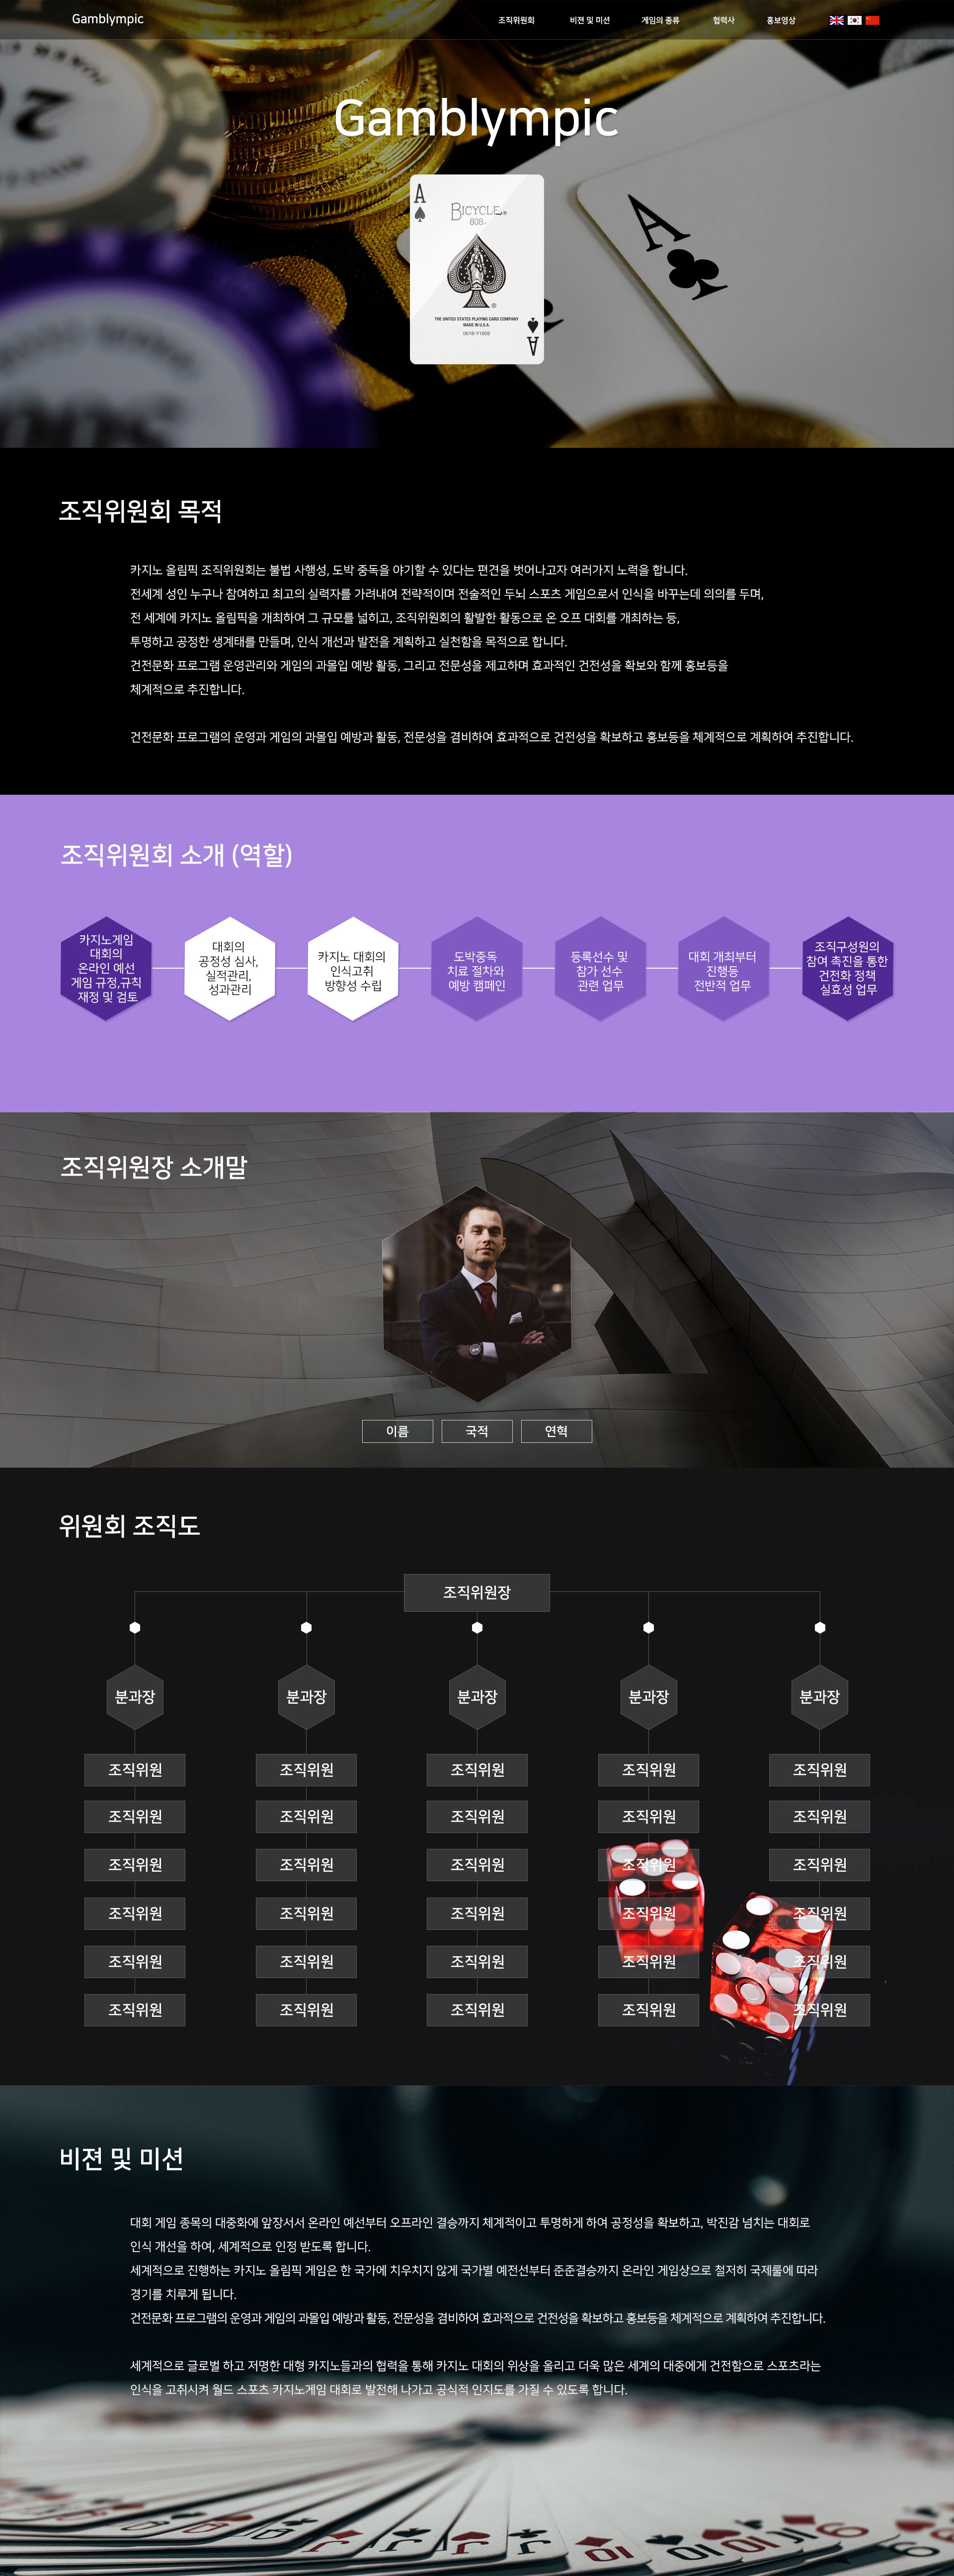 Gamblympic
조직위원회 비젼 및 미션 게임의 종류 협력사 홍보영상
Gamblympic
A
BICYCLE®
808
®
THE UNITED STATES PLAYING CARD COMPANY
MADE IN U.S.A.
0618-Y1609
A
A
조직위원회 목적
카지노 올림픽 조직위원회는 불법 사행성, 도박 중독을 야기할 수 있다는 편견을 벗어나고자 여러가지 노력을 합니다.
전세계 성인 누구나 참여하고 최고의 실력자를 가려내여 전략적이며 전술적인 두뇌 스포츠 게임으로서 인식을 바꾸는데 의의를 두며,
전 세계에 카지노 올림픽을 개최하여 그 규모를 넓히고, 조직위원회의 활발한 활동으로 온 오프 대회를 개최하는 등,
투명하고 공정한 생계태를 만들며, 인식 개선과 발전을 계획하고 실천함을 목적으로 합니다.
건전문화 프로그램 운영관리와 게임의 과몰입 예방 활동, 그리고 전문성을 제고하며 효과적인 건전성을 확보와 함께 홍보등을
체계적으로 추진합니다.
건전문화 프로그램의 운영과 게임의 과몰입 예방과 활동, 전문성을 겸비하여 효과적으로 건전성을 확보하고 홍보등을 체계적으로 계획하여 추진합니다.
조직위원회 소개 (역할)
카지노게임
대회의
온라인 예선
게임 규정,규칙
재정 및 검토
대회의
공정성 심사,
실적관리,
성과관리
카지노 대회의
인식고취
방향성 수립
도박중독
치료 절차와
예방 캠페인
등록선수 및
참가 선수
관련 업무
대회 개최부터
진행등
전반적 업무
조직구성원의
참여 촉진을 통한
건전화 정책
실효성 업무
조직위원장 소개말
이름 국적 연혁
위원회 조직도
조직위원장
분과장 분과장 분과장 분과장 분과장
조직위원 조직위원 조직위원 조직위원 조직위원
조직위원 조직위원 조직위원 조직위원 조직위원
조직위원 조직위원 조직위원 조직위원 조직위원
조직위원 조직위원 조직위원 조직위원 조직위원
조직위원 조직위원 조직위원 조직위원 조직위원
조직위원 조직위원 조직위원 조직위원 조직위원
비젼 및 미션
대회 게임 종목의 대중화에 앞장서서 온라인 예선부터 오프라인 결승까지 체계적이고 투명하게 하여 공정성을 확보하고, 박진감 넘치는 대회로
인식 개선을 하여, 세계적으로 인정 받도록 합니다.
세계적으로 진행하는 카지노 올림픽 게임은 한 국가에 치우치지 않게 국가별 예전선부터 준준결승까지 온라인 게임상으로 철저히 국제룰에 따라
경기를 치루게 됩니다.
건전문화 프로그램의 운영과 게임의 과몰입 예방과 활동, 전문성을 겸비하여 효과적으로 건전성을 확보하고 홍보등을 체계적으로 계획하여 추진합니다.
세계적으로 글로벌 하고 저명한 대형 카지노들과의 협력을 통해 카지노 대회의 위상을 올리고 더욱 많은 세계의 대중에게 건전함으로 스포츠라는
인식을 고취시켜 월드 스포츠 카지노게임 대회로 발전해 나가고 공식적 인지도를 가질 수 있도록 합니다.